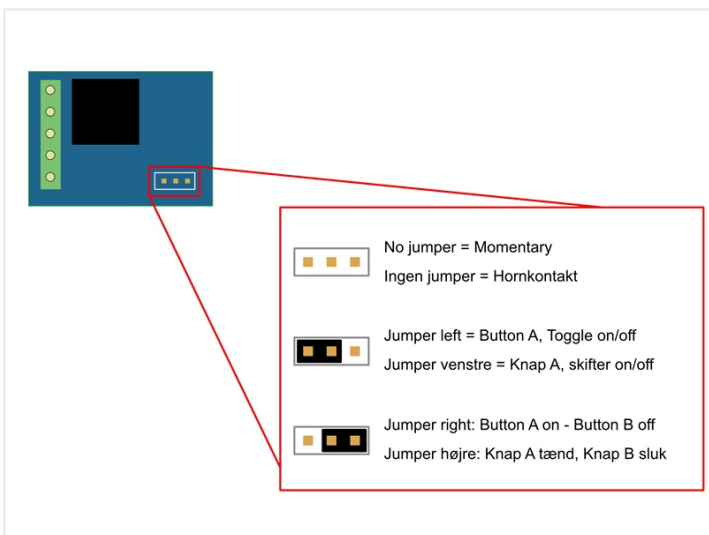 No jumper = Momentary
Ingen jumper = Hornkontakt
Jumper left = Button A, Toggle on/off
Jumper venstre = Knap A, skifter on/off
Jumper right: Button A on - Button B off
Jumper højre: Knap A tænd, Knap B sluk